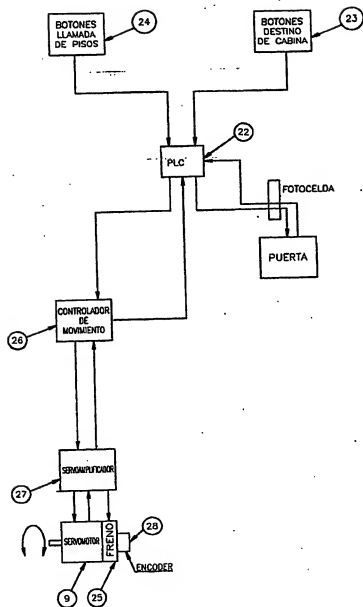 24
BOTONES
LLAMADA
DE PISOS
BOTONES
DESTINO
DE CABINA
23
22
PLC
FOTOCELDA
PUERTA
CONTROLADOR
DE
MOVIMIENTO
26
SERVOAMPLIFICADOR
27
SERVOMOTOR
FRENO
28
ENCODER
9
25